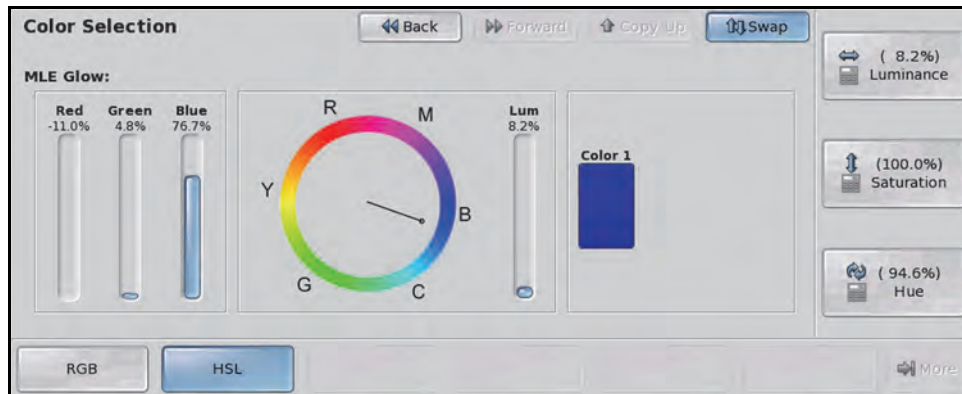 Color Selection
Back
Forward
Copy Up
Swap
MLE Glow:
Red
-11.0%
Green
4.8%
Blue
76.7%
R
M
Y
B
G
C
Lum
8.2%
Color 1
( 8.2%)
Luminance
(100.0%)
Saturation
( 94.6%)
Hue
RGB
HSL
More